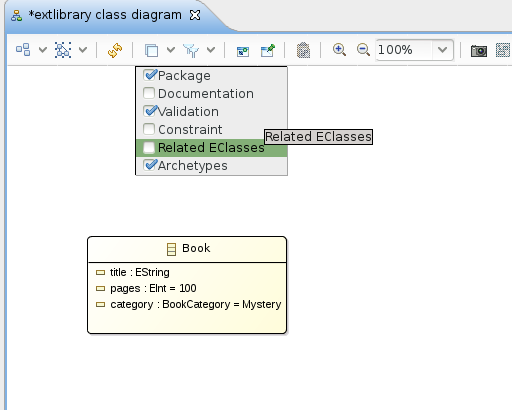 *extlibrary class diagram
100%
Package
Documentation
Validation
Constraint
Related EClasses
Related EClasses
Archetypes
Book
title : EString
pages : EInt = 100
category : BookCategory = Mystery